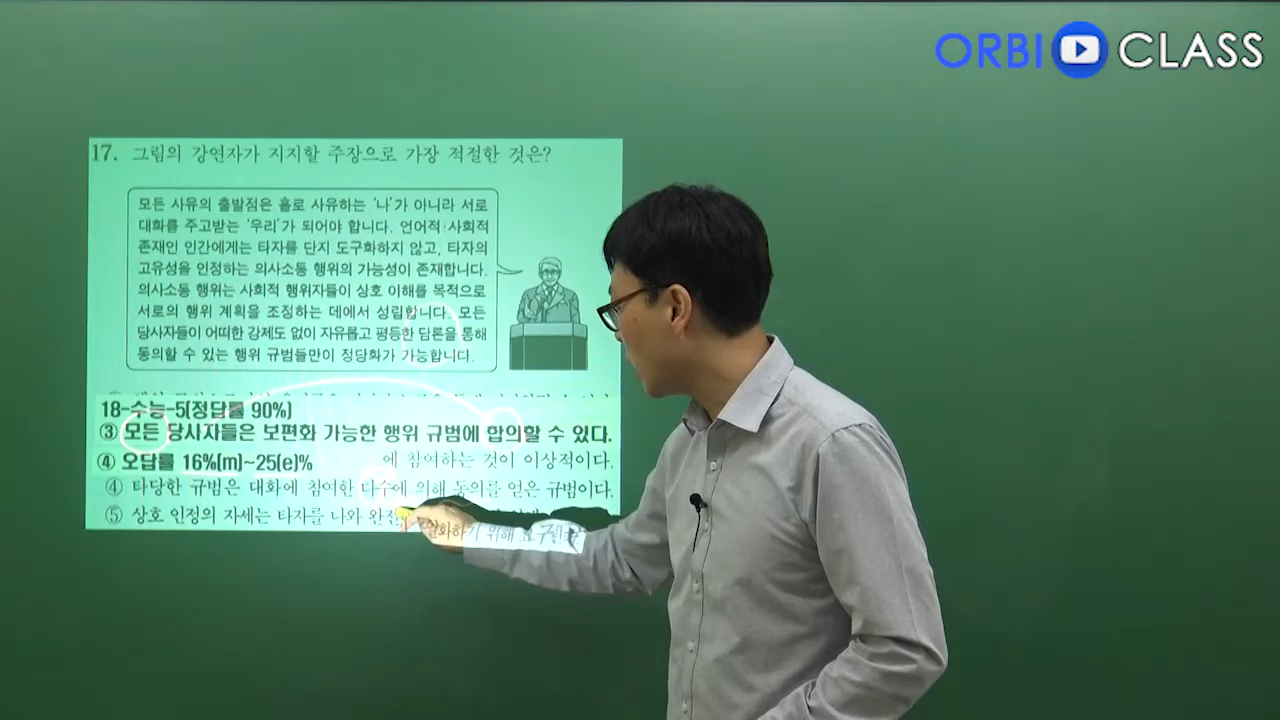 ORBI CLASS
17. 그림의 강연자가 지지할 주장으로 가장 적절한 것은?
모든 사유의 출발점은 홀로 사유하는 '나'가 아니라 서로
대화를 주고받는 '우리'가 되어야 합니다. 언어적·사회적
존재인 인간에게는 타자를 단지 도구화하지 않고, 타자의
고유성을 인정하는 의사소통 행위의 가능성이 존재합니다.
의사소통 행위는 사회적 행위자들이 상호 이해를 목적으로
서로의 행위 계획을 조정하는 데에서 성립합니다. 모든
당사자들이 어떠한 강제도 없이 자유롭고 평등한 담론을 통해
동의할 수 있는 행위 규범들만이 정당화가 가능합니다.
18-수능-5(정답률 90%)
③ 모든 당사자들은 보편화 가능한 행위 규범에 합의할 수 있다.
④ 오답률 16%(m)~25(e)% 에 참여하는 것이 이상적이다.
④ 타당한 규범은 대화에 참여한 다수에 의해 동의를 얻은 규범이다.
⑤ 상호 인정의 자세는 타자를 나와 완전 일화하기 위해 요구된다.